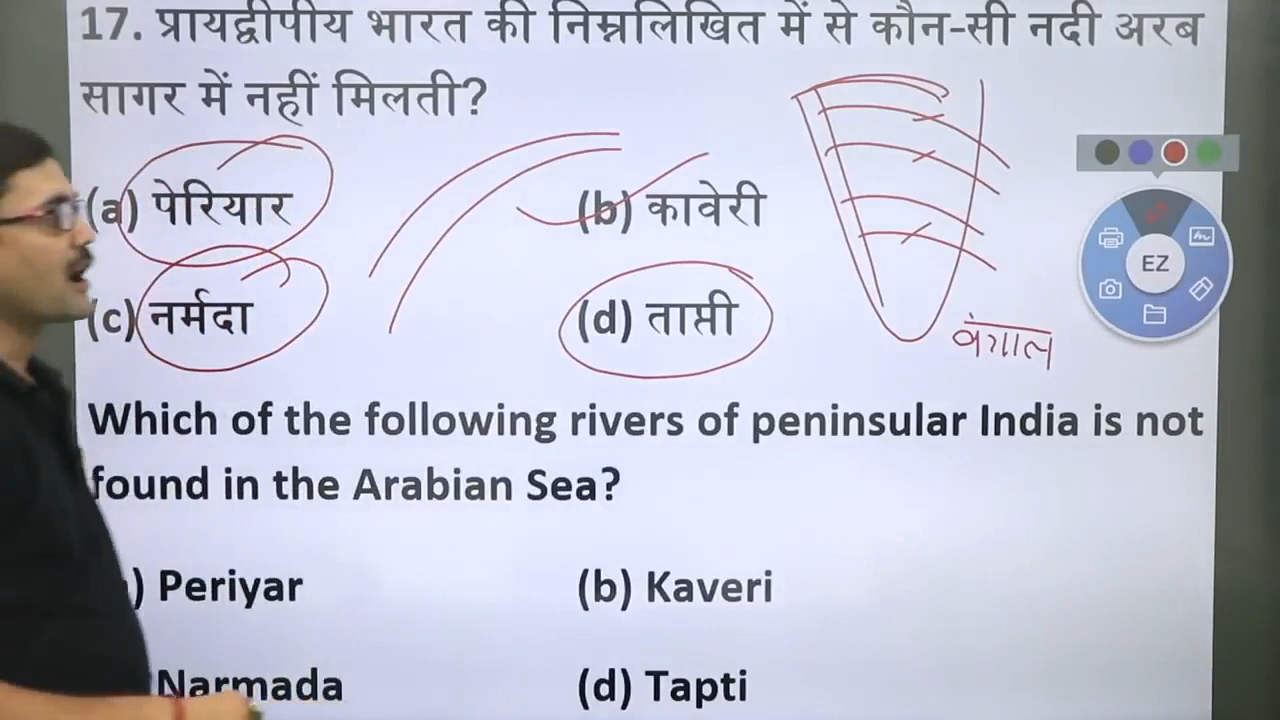 17. प्रायद्वीपीय भारत की निम्नलिखित में से कौन-सी नदी अरब
सागर में नहीं मिलती?
(a) पेरियार (b) कावेरी
(c) नर्मदा (d) ताप्ती
बंगाल
EZ
Which of the following rivers of peninsular India is not
found in the Arabian Sea?
) Periyar (b) Kaveri
Narmada (d) Tapti